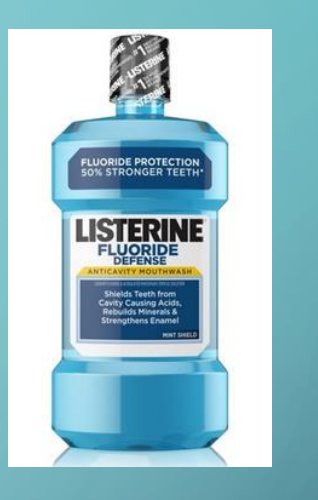 LISTERINE
#1
FLUORIDE PROTECTION
50% STRONGER TEETH*
LISTERINE
FLUORIDE
DEFENSE
ANTICAVITY MOUTHWASH
Shields Teeth from
Cavity Causing Acids,
Rebuilds Minerals &
Strengthens Enamel
MINT SHIELD